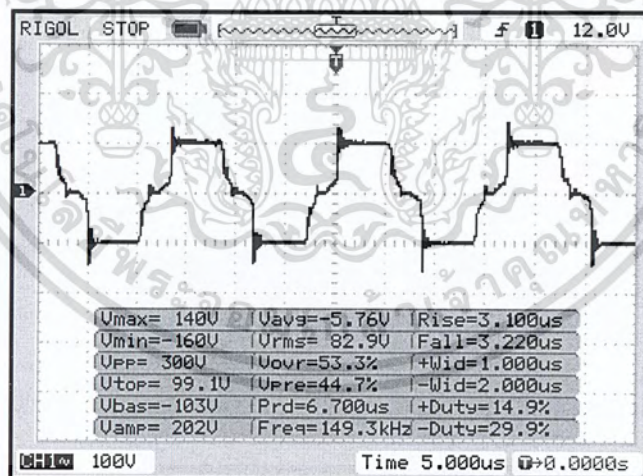 RIGOL STOP T f 1 12.0V
T
1
Vmax= 140V Vavg=-5.76V Rise=3.100us
Vmin=-160V Vrms= 82.9V Fall=3.220us
Vpp= 300V Vovr=53.3% +Wid=1.000us
Vtop= 99.1V Vpre=44.7% -Wid=2.000us
Vbas=-103V Prd=6.700us +Duty=14.9%
Vamp= 202V Freq=149.3kHz -Duty=29.9%
CH1~ 100V Time 5.000us T→0.0000s